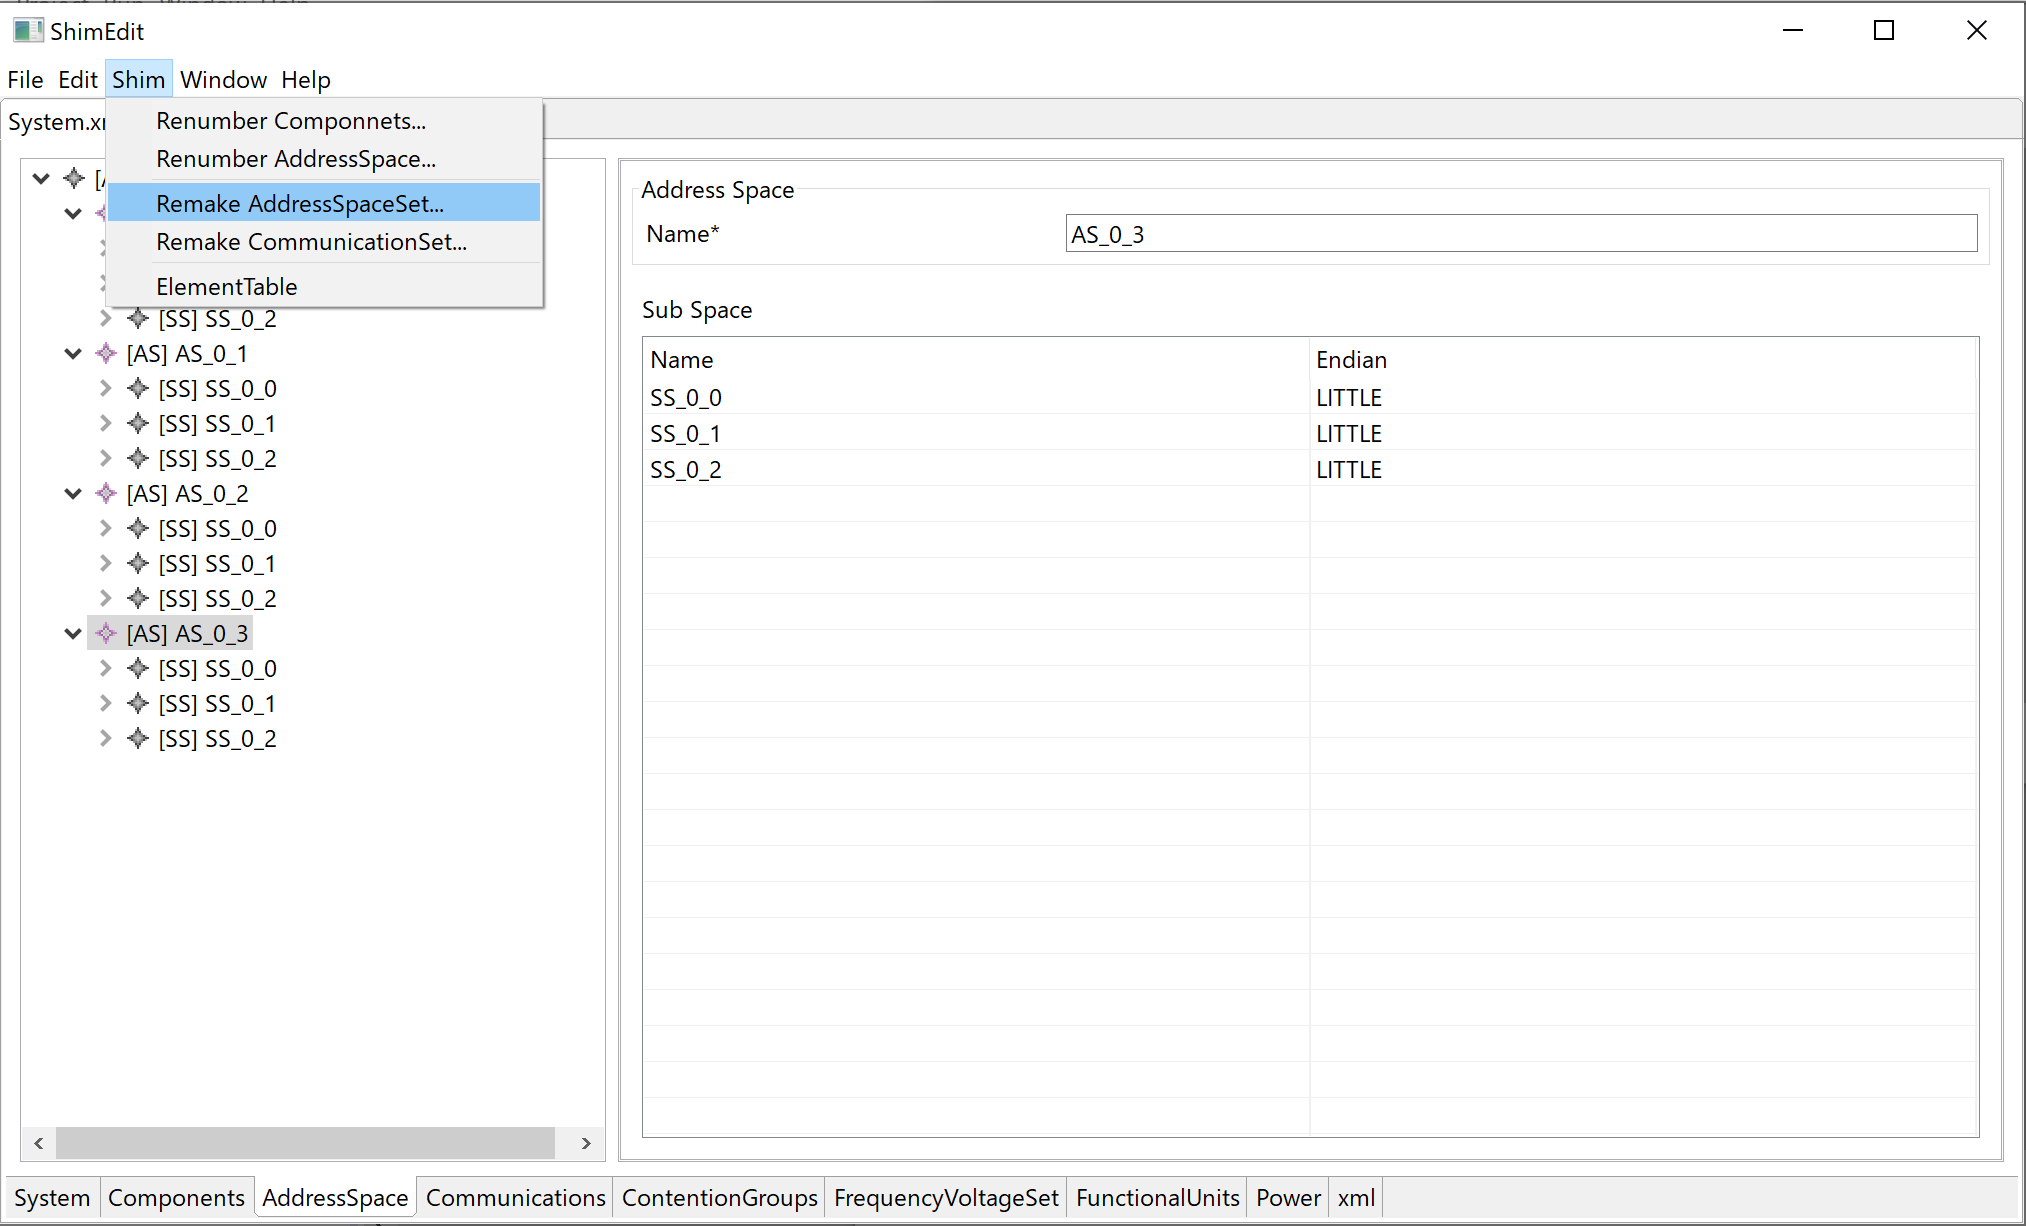 ShimEdit
File Edit Shim Window Help
System.x
Renumber Componnets...
Renumber AddressSpace...
Remake AddressSpaceSet...
Remake CommunicationSet...
ElementTable
[SS] SS_0_2
[AS] AS_0_1
[SS] SS_0_0
[SS] SS_0_1
[SS] SS_0_2
[AS] AS_0_2
[SS] SS_0_0
[SS] SS_0_1
[SS] SS_0_2
[AS] AS_0_3
[SS] SS_0_0
[SS] SS_0_1
[SS] SS_0_2
Address Space
Name* AS_0_3
Sub Space
Name Endian
SS_0_0 LITTLE
SS_0_1 LITTLE
SS_0_2 LITTLE
System Components AddressSpace Communications ContentionGroups FrequencyVoltageSet FunctionalUnits Power xml